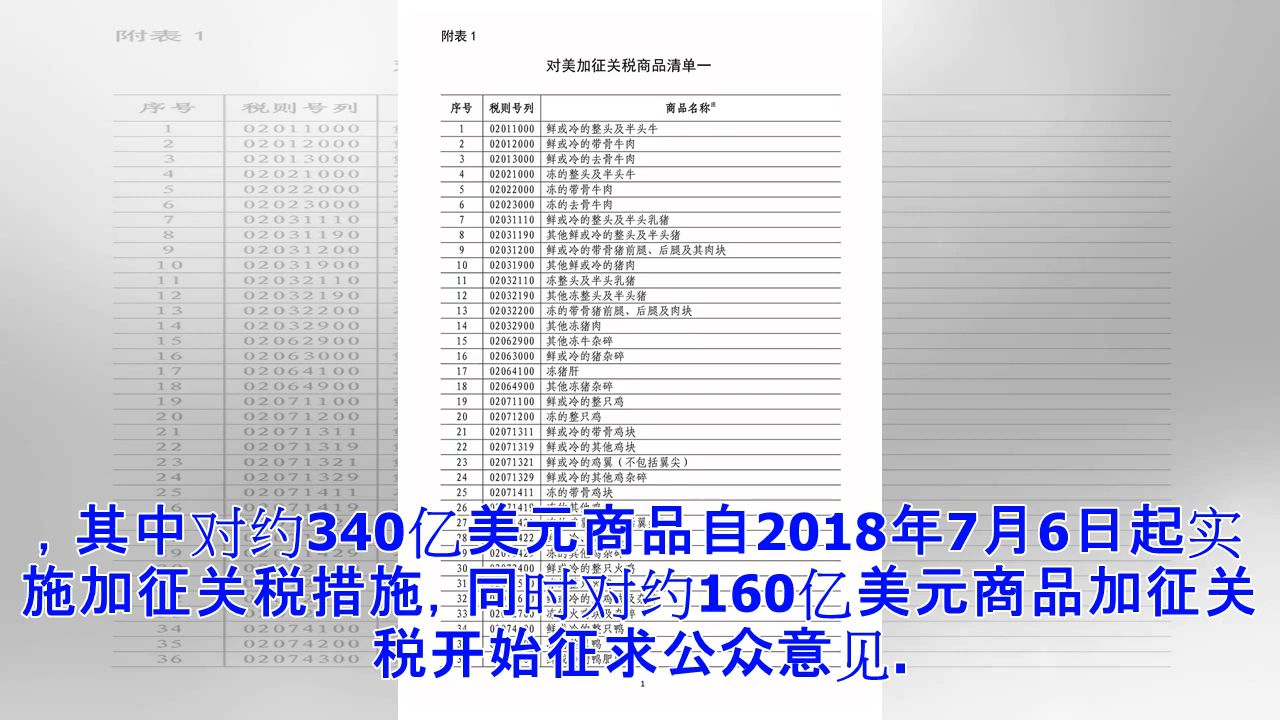 附表 1
对美加征关税商品清单一
序号 税则号列 商品名称注
1 02011000 鲜或冷的整头及半头牛
2 02012000 鲜或冷的带骨牛肉
3 02013000 鲜或冷的去骨牛肉
4 02021000 冻的整头及半头牛
5 02022000 冻的带骨牛肉
6 02023000 冻的去骨牛肉
7 02031110 鲜或冷的整头及半头乳猪
8 02031190 其他鲜或冷的整头及半头猪
9 02031200 鲜或冷的带骨猪前腿、后腿及其肉块
10 02031900 其他鲜或冷的猪肉
11 02032110 冻整头及半头乳猪
12 02032190 其他冻整头及半头猪
13 02032200 冻的带骨猪前腿、后腿及肉块
14 02032900 其他冻猪肉
15 02062900 其他冻牛杂碎
16 02063000 鲜或冷的猪杂碎
17 02064100 冻猪肝
18 02064900 其他冻猪杂碎
19 02071100 鲜或冷的整只鸡
20 02071200 冻的整只鸡
21 02071311 鲜或冷的带骨鸡块
22 02071319 鲜或冷的其他鸡块
23 02071321 鲜或冷的鸡翼（不包括翼尖）
24 02071329 鲜或冷的其他鸡杂碎
25 02071411 冻的带骨鸡块
，其中对约340亿美元商品自2018年7月6日起实
施加征关税措施，同时对约160亿美元商品加征关
税开始征求公众意见.
34 02074100
35 02074200
36 02074300
1